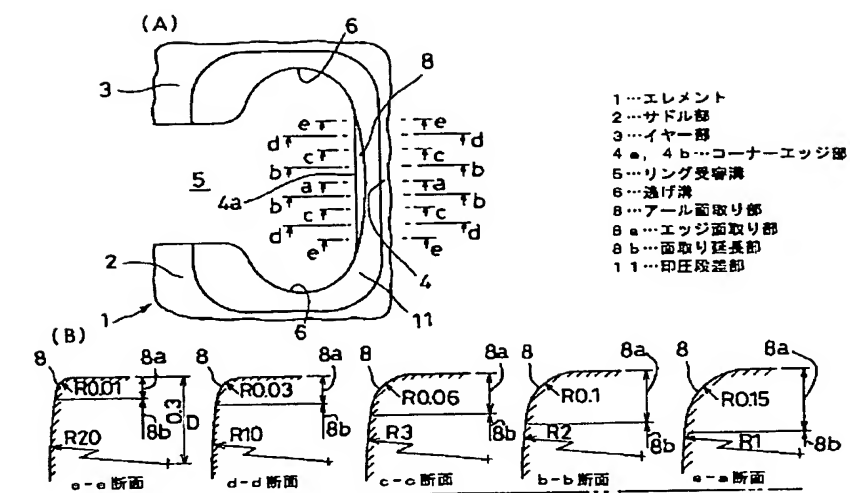 (A)
6
3
8
e e
d d
c c
b b
5
4a
a a
b b
c c
d d
e e
2
4
1
6
11
1…エレメント
2…サドル部
3…イヤー部
4a, 4b…コーナーエッジ部
5…リング受容溝
6…逃げ溝
8…アール面取り部
8a…エッジ面取り部
8b…面取り延長部
11…印圧段差部
(B)
8 8a 8 8a 8 8a 8 8a 8 8a
R0.01 R0.03 R0.06 R0.1 R0.15
0.3 D
8b 8b 8b 8b 8b
R20 R10 R3 R2 R1
e-e断面 d-d断面 c-c断面 b-b断面 a-a断面